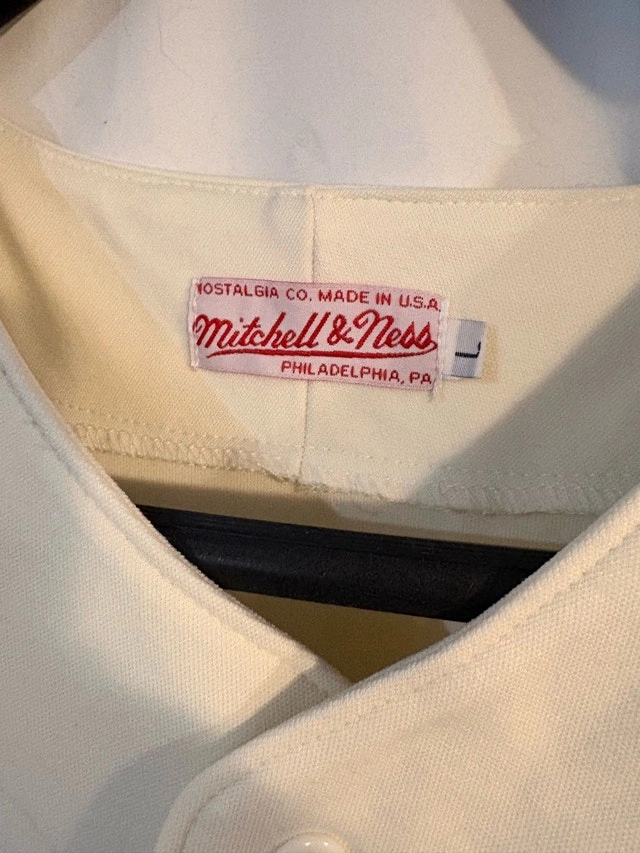 NOSTALGIA CO. MADE IN U.S.A.
Mitchell & Ness
PHILADELPHIA, PA
L